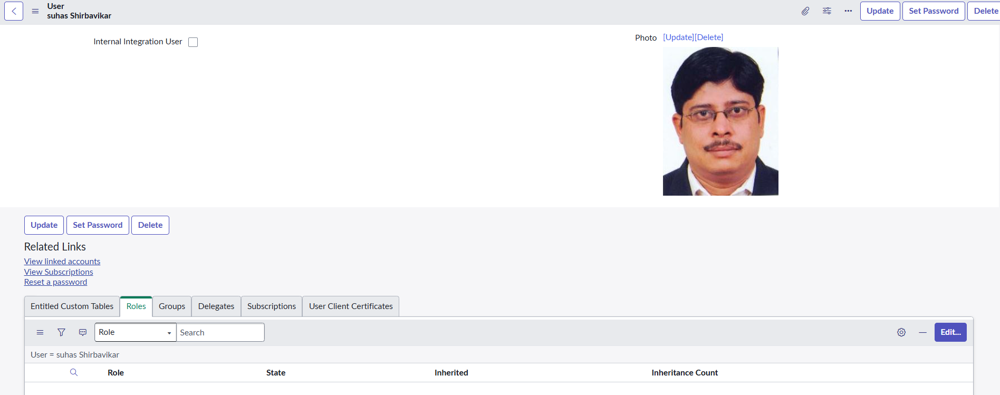 User
suhas Shirbavikar
Update Set Password Delete
Internal Integration User
Photo [Update][Delete]
Update Set Password Delete
Related Links
View linked accounts
View Subscriptions
Reset a password
Entitled Custom Tables Roles Groups Delegates Subscriptions User Client Certificates
Role Search Edit...
User = suhas Shirbavikar
Role State Inherited Inheritance Count